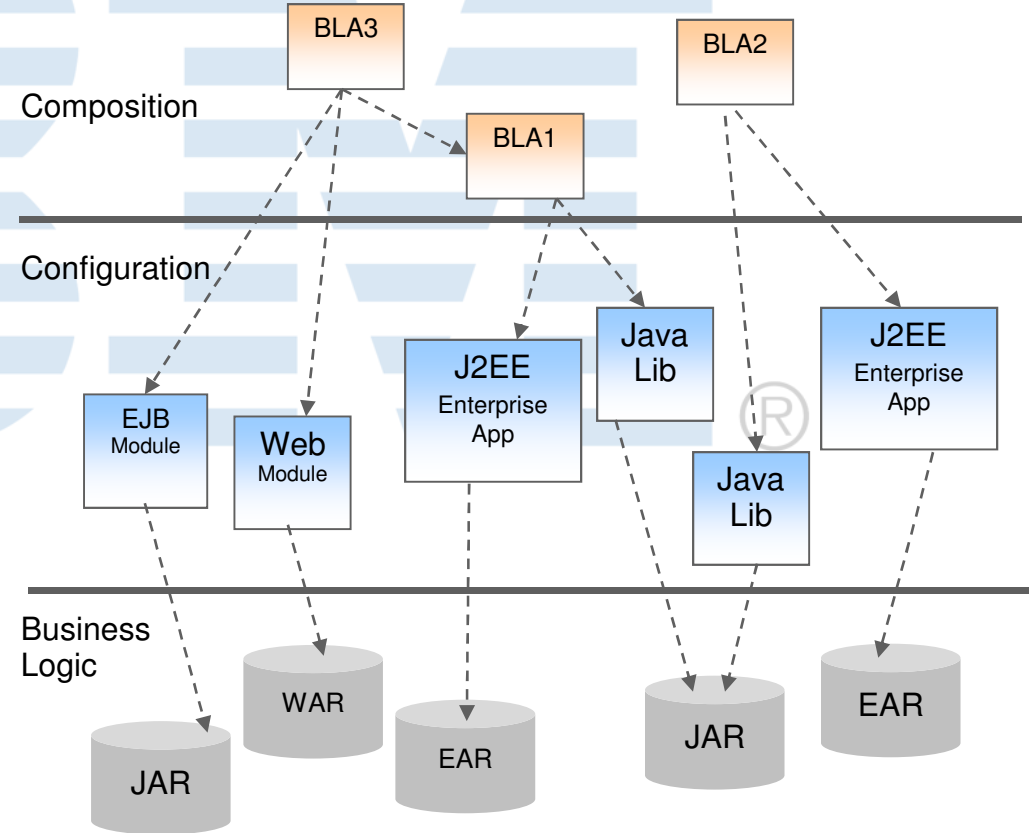 BLA3
BLA2
Composition
BLA1
Configuration
Java
Lib
J2EE
Enterprise
App
J2EE
Enterprise
App
EJB
Module
Web
Module
®
Java
Lib
Business
Logic
WAR
EAR
JAR
EAR
JAR